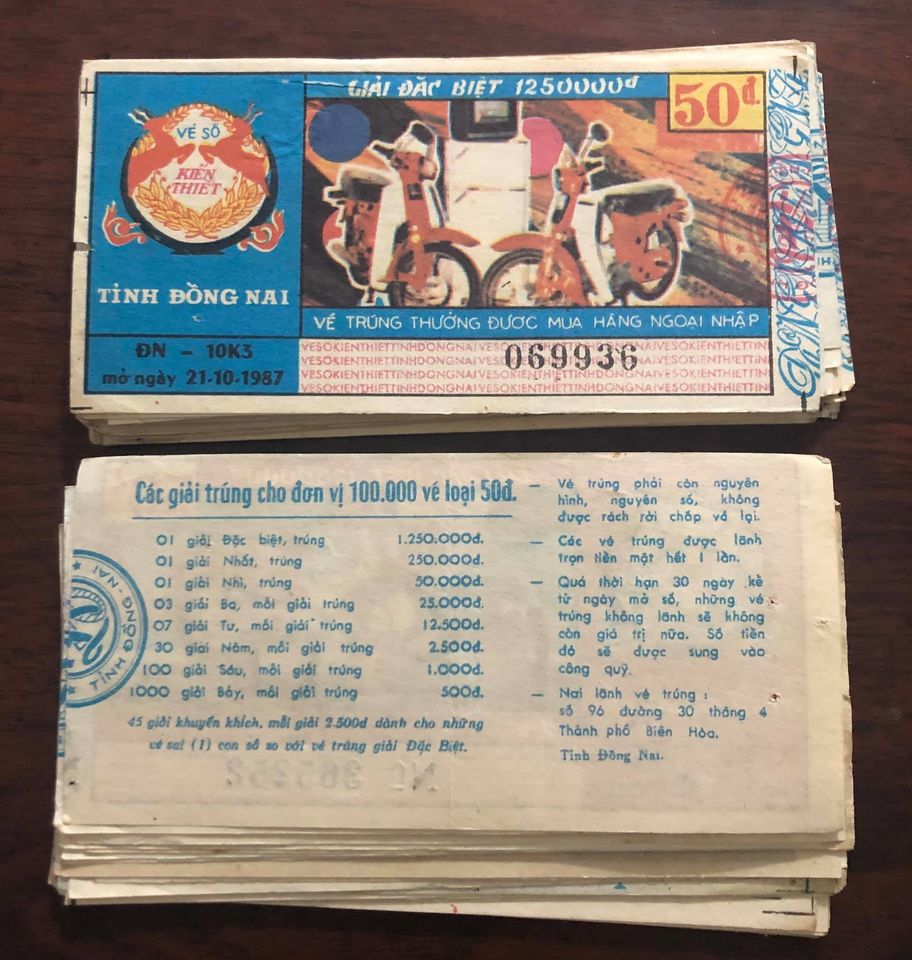 GIẢI ĐẶC BIỆT 1250000đ
50đ.
VÉ SỐ
KIẾN
THIẾT
TỈNH ĐỒNG NAI
VÉ TRÚNG THƯỞNG ĐƯỢC MUA HÀNG NGOẠI NHẬP
ĐN - 10K3
mở ngày 21-10-1987
VESOKIENTHIETTINHDONGNAIVESOKIENTHIETTINHDONGNAIVESOKIENTHIETTIN
069936
Các giải trúng cho đơn vị 100.000 vé loại 50đ.
01 giải Đặc biệt, trúng 1.250.000đ.
01 giải Nhất, trúng 250.000đ.
01 giải Nhì, trúng 50.000đ.
03 giải Ba, mỗi giải trúng 25.000đ.
07 giải Tư, mỗi giải trúng 12.500đ.
30 giải Năm, mỗi giải trúng 2.500đ.
100 giải Sáu, mỗi giải trúng 1.000đ.
1000 giải Bảy, mỗi giải trúng 500đ.
45 giải khuyến khích, mỗi giải 2.500đ dành cho những
vé sai (1) con số so với vé trúng giải Đặc Biệt.
— Vé trúng phải còn nguyên
hình, nguyên số, không
được rách rời chấp vá lại.
— Các vé trúng được lãnh
trọn tiền mặt hết 1 lần.
— Quá thời hạn 30 ngày kể
từ ngày mở số, những vé
trúng không lãnh sẽ không
còn giá trị nữa. Số tiền
đó sẽ được sung vào
công quỹ.
— Nơi lãnh vé trúng :
số 96 đường 30 tháng 4
Thành phố Biên Hòa.
Tỉnh Đồng Nai.
TỈNH ĐỒNG-NAI